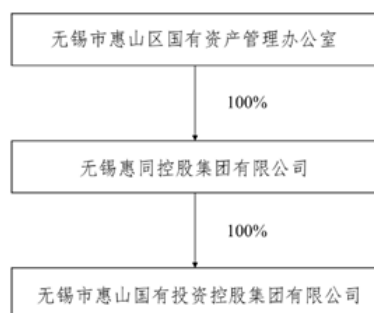 无锡市惠山区国有资产管理办公室
100%
无锡惠同控股集团有限公司
100%
无锡市惠山国有投资控股集团有限公司